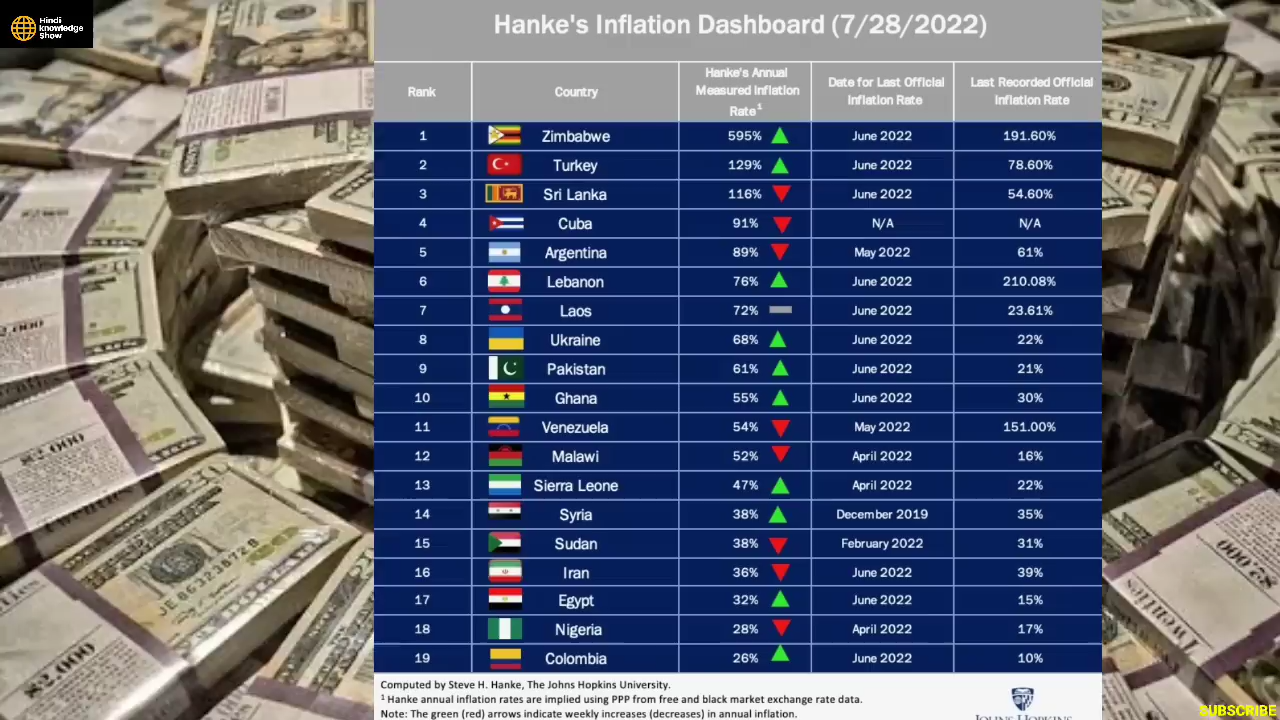 Hindi
knowledge
Show
Hanke's Inflation Dashboard (7/28/2022)
Rank
Country
Hanke's Annual
Measured Inflation
Rate¹
Date for Last Official
Inflation Rate
Last Recorded Official
Inflation Rate
1 Zimbabwe 595% June 2022 191.60%
2 Turkey 129% June 2022 78.60%
3 Sri Lanka 116% June 2022 54.60%
4 Cuba 91% N/A N/A
5 Argentina 89% May 2022 61%
6 Lebanon 76% June 2022 210.08%
7 Laos 72% June 2022 23.61%
8 Ukraine 68% June 2022 22%
9 Pakistan 61% June 2022 21%
10 Ghana 55% June 2022 30%
11 Venezuela 54% May 2022 151.00%
12 Malawi 52% April 2022 16%
13 Sierra Leone 47% April 2022 22%
14 Syria 38% December 2019 35%
15 Sudan 38% February 2022 31%
16 Iran 36% June 2022 39%
17 Egypt 32% June 2022 15%
18 Nigeria 28% April 2022 17%
19 Colombia 26% June 2022 10%
Computed by Steve H. Hanke, The Johns Hopkins University.
¹ Hanke annual inflation rates are implied using PPP from free and black market exchange rate data.
Note: The green (red) arrows indicate weekly increases (decreases) in annual inflation.
JOHNS HOPKINS
SUBSCRIBE